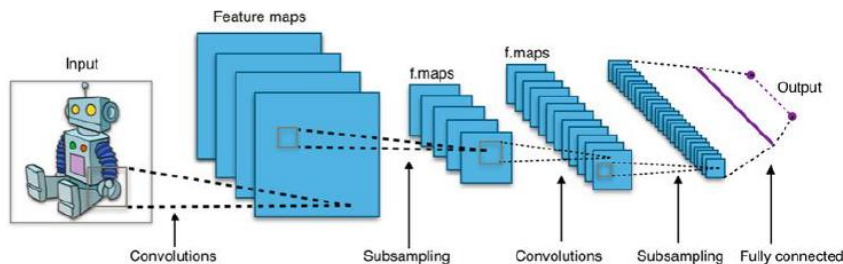 Feature maps
f.maps
f.maps
Input
Output
Convolutions
Subsampling
Convolutions
Subsampling
Fully connected